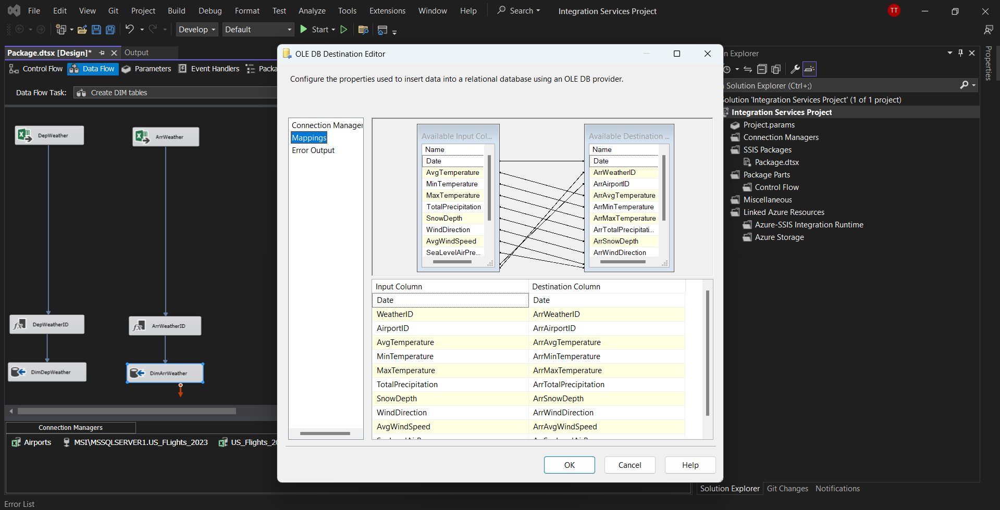 File Edit View Git Project Build Debug Format Test Analyze Tools Extensions Window Help Search Integration Services Project TT
Develop Default Start
Package.dtsx [Design]* Output
Control Flow Data Flow Parameters Event Handlers Packa
Data Flow Task: Create DIM tables
DepWeather
ArrWeather
DepWeatherID
ArrWeatherID
DimDepWeather
DimArrWeather
Connection Managers
Airports MSI\MSSQLSERVER1.US_FLights_2023 US_Flights_20
Error List
OLE DB Destination Editor
Configure the properties used to insert data into a relational database using an OLE DB provider.
Connection Manager
Mappings
Error Output
Available Input Col...
Name
Date
AvgTemperature
MinTemperature
MaxTemperature
TotalPrecipitation
SnowDepth
WindDirection
AvgWindSpeed
SeaLevelAirPre...
Available Destination ...
Name
Date
ArrWeatherID
ArrAirportID
ArrAvgTemperature
ArrMinTemperature
ArrMaxTemperature
ArrTotalPrecipitati...
ArrSnowDepth
ArrWindDirection
Input Column Destination Column
Date Date
WeatherID ArrWeatherID
AirportID ArrAirportID
AvgTemperature ArrAvgTemperature
MinTemperature ArrMinTemperature
MaxTemperature ArrMaxTemperature
TotalPrecipitation ArrTotalPrecipitation
SnowDepth ArrSnowDepth
WindDirection ArrWindDirection
AvgWindSpeed ArrAvgWindSpeed
OK Cancel Help
n Explorer
Solution Explorer (Ctrl+;)
olution 'Integration Services Project' (1 of 1 project)
Integration Services Project
Project.params
Connection Managers
SSIS Packages
Package.dtsx
Package Parts
Control Flow
Miscellaneous
Linked Azure Resources
Azure-SSIS Integration Runtime
Azure Storage
Solution Explorer Git Changes Notifications
Properties